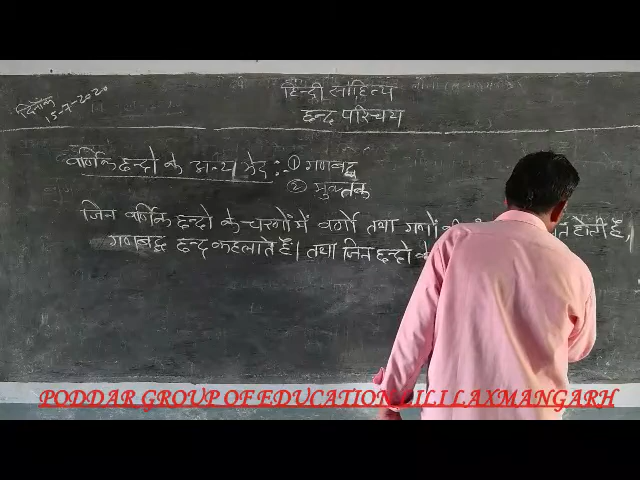 दिनाँक
15-7-2020
हिन्दी साहित्य
छन्द परिचय
वार्णिक छन्दो के अन्य भेद :- ① गणबद्ध
② मुक्तक
जिन वर्णिक छन्दो के चरणों में वर्णो तथा गणों की होती है,
गणबद्ध छन्द कहलाते हैं। तथा जिन छन्दो के
PODDAR GROUP OF EDUCATION LILI LAXMANGARH